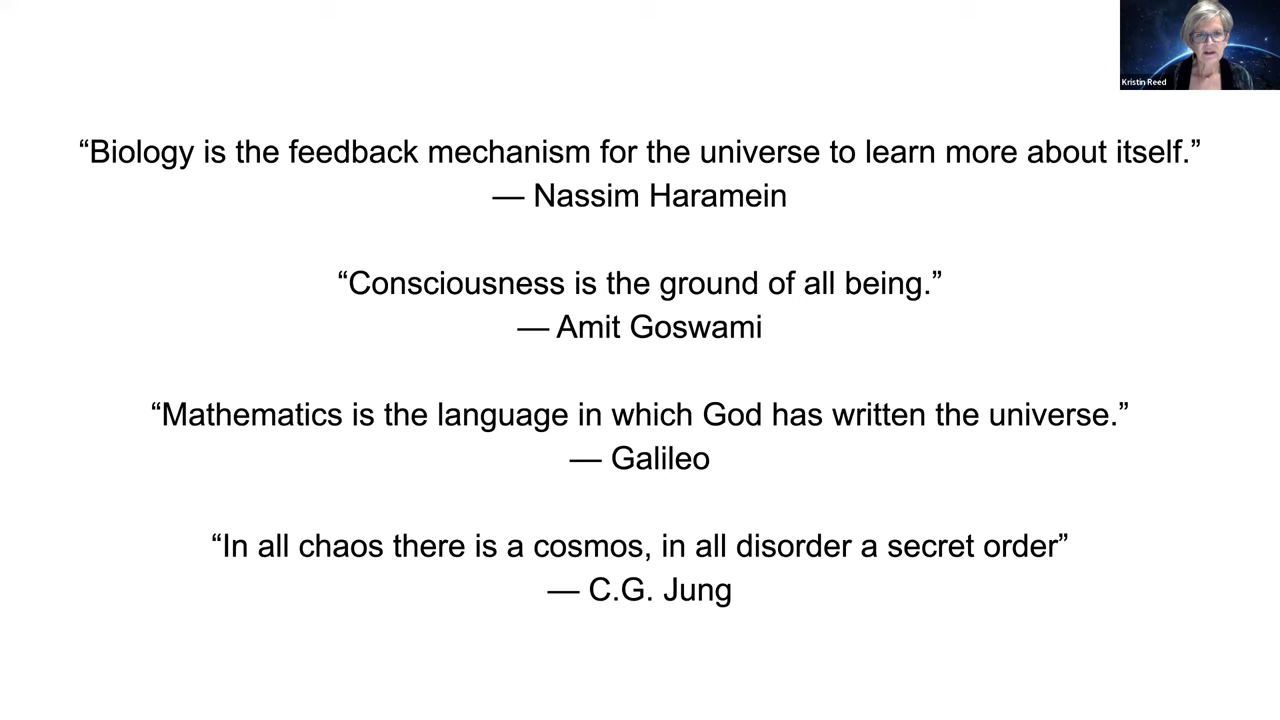 Kristin Reed
“Biology is the feedback mechanism for the universe to learn more about itself.”
— Nassim Haramein
“Consciousness is the ground of all being.”
— Amit Goswami
“Mathematics is the language in which God has written the universe.”
— Galileo
“In all chaos there is a cosmos, in all disorder a secret order”
— C.G. Jung